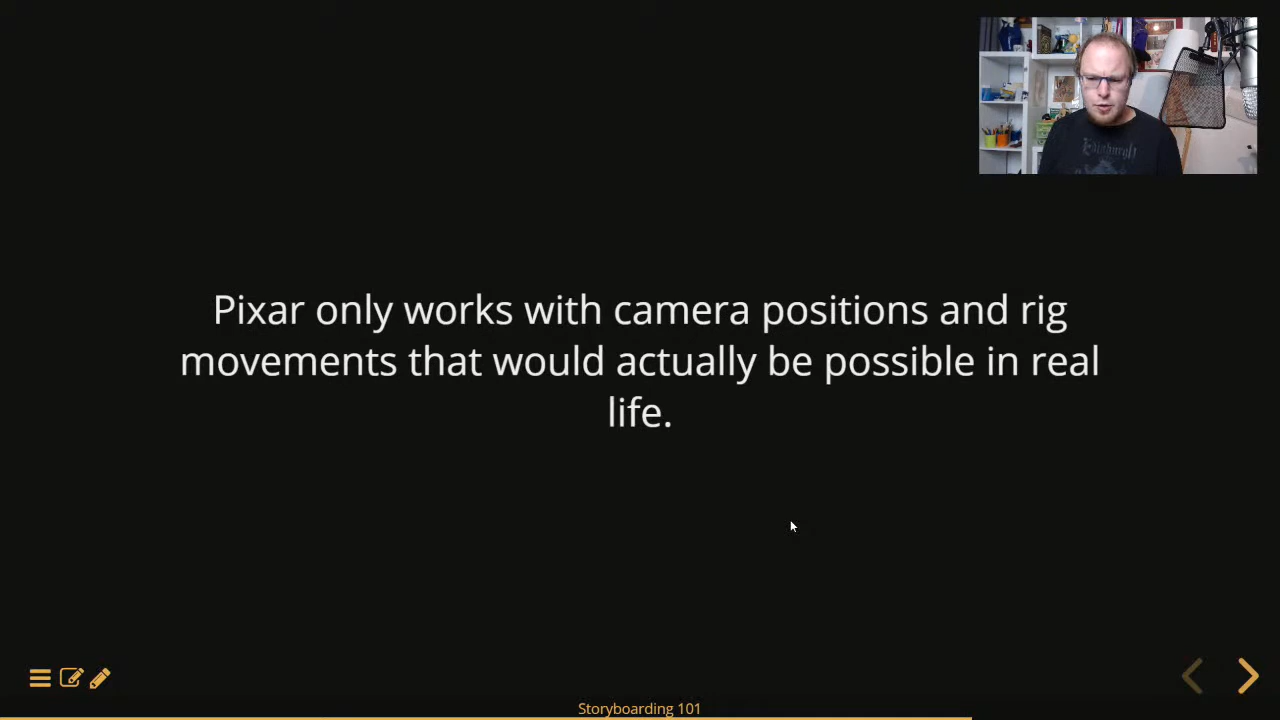 Edinburgh
Pixar only works with camera positions and rig
movements that would actually be possible in real
life.
Storyboarding 101